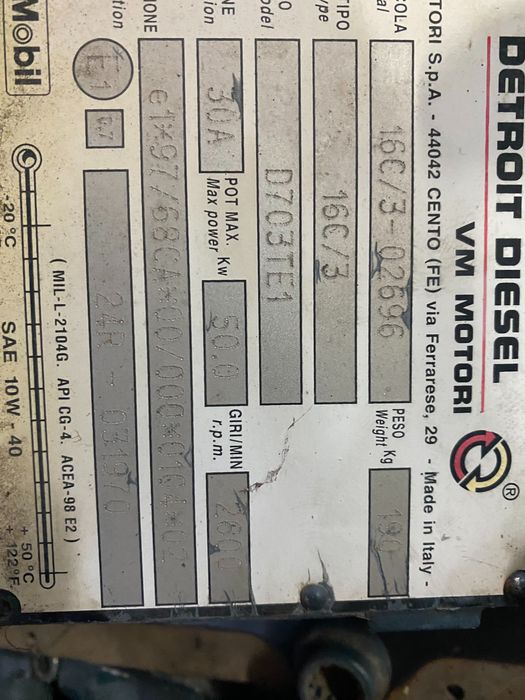 DETROIT DIESEL
VM MOTORI ®
TORI S.p.A. - 44042 CENTO (FE) via Ferrarese, 29 - Made in Italy -
COLA 16C/3-02696 PESO 190
al Weight Kg
TIPO 16C/3
ype
O D703TE1
odel
NE 30A POT MAX. Kw 50.0 GIRI/MIN 2600
ion Max power r.p.m.
IONE e1*97/68CA*00/000*0164*02
tion E1 W 24R - 031970
Mobil
( MIL-L-2104G. API CG-4. ACEA-98 E2 )
-20 °C SAE 10W - 40 + 50 °C
+ 122°F